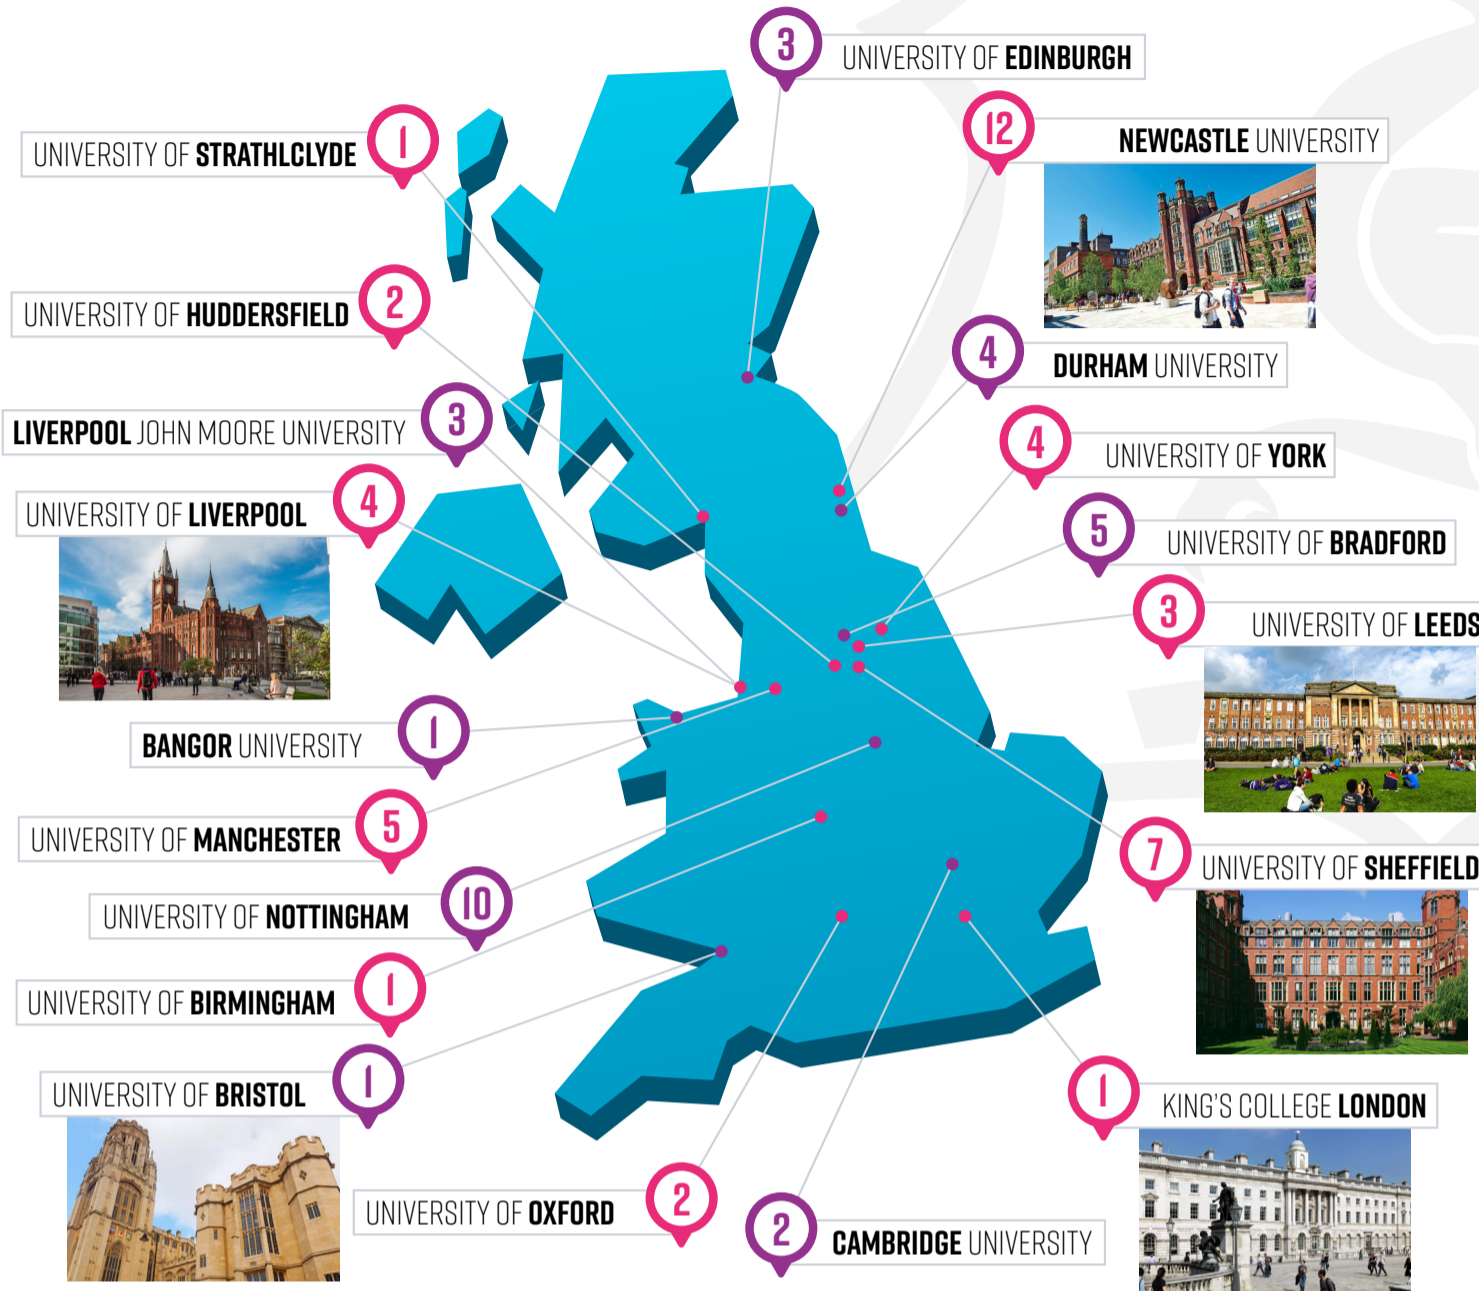 3
UNIVERSITY OF EDINBURGH
12
NEWCASTLE UNIVERSITY
1
UNIVERSITY OF STRATHLCLYDE
2
UNIVERSITY OF HUDDERSFIELD
4
DURHAM UNIVERSITY
3
LIVERPOOL JOHN MOORE UNIVERSITY
4
UNIVERSITY OF YORK
4
UNIVERSITY OF LIVERPOOL
5
UNIVERSITY OF BRADFORD
3
UNIVERSITY OF LEEDS
1
BANGOR UNIVERSITY
5
UNIVERSITY OF MANCHESTER
7
UNIVERSITY OF SHEFFIELD
10
UNIVERSITY OF NOTTINGHAM
1
UNIVERSITY OF BIRMINGHAM
1
UNIVERSITY OF BRISTOL
1
KING'S COLLEGE LONDON
2
UNIVERSITY OF OXFORD
2
CAMBRIDGE UNIVERSITY